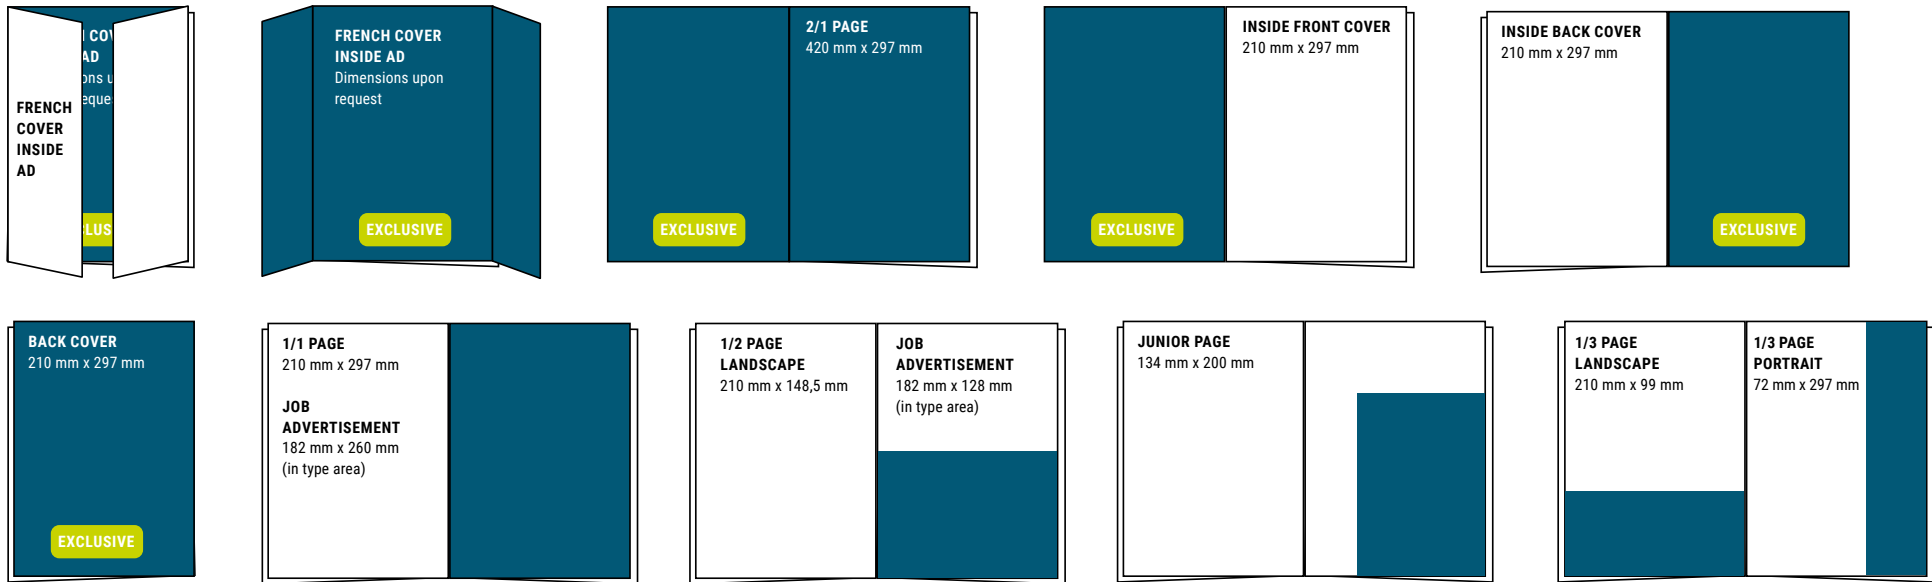 FRENCH
COVER
INSIDE
AD
AD
FRENCH COVER
INSIDE AD
Dimensions upon
request
EXCLUSIVE
2/1 PAGE
420 mm x 297 mm
EXCLUSIVE
INSIDE FRONT COVER
210 mm x 297 mm
EXCLUSIVE
INSIDE BACK COVER
210 mm x 297 mm
EXCLUSIVE
BACK COVER
210 mm x 297 mm
EXCLUSIVE
1/1 PAGE
210 mm x 297 mm
JOB
ADVERTISEMENT
182 mm x 260 mm
(in type area)
1/2 PAGE
LANDSCAPE
210 mm x 148,5 mm
JOB
ADVERTISEMENT
182 mm x 128 mm
(in type area)
JUNIOR PAGE
134 mm x 200 mm
1/3 PAGE
LANDSCAPE
210 mm x 99 mm
1/3 PAGE
PORTRAIT
72 mm x 297 mm